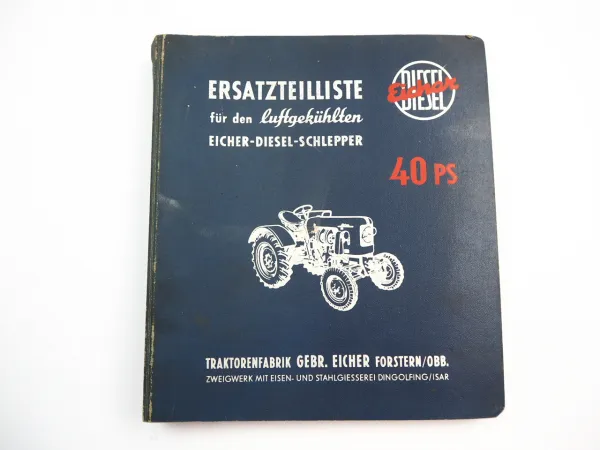 ERSATZTEILLISTE
für den luftgekühlten
EICHER-DIESEL-SCHLEPPER
DIESEL
Eicher
DIESEL
40 PS
TRAKTORENFABRIK GEBR. EICHER FORSTERN/OBB.
ZWEIGWERK MIT EISEN- UND STAHLGIESSEREI DINGOLFING/ISAR